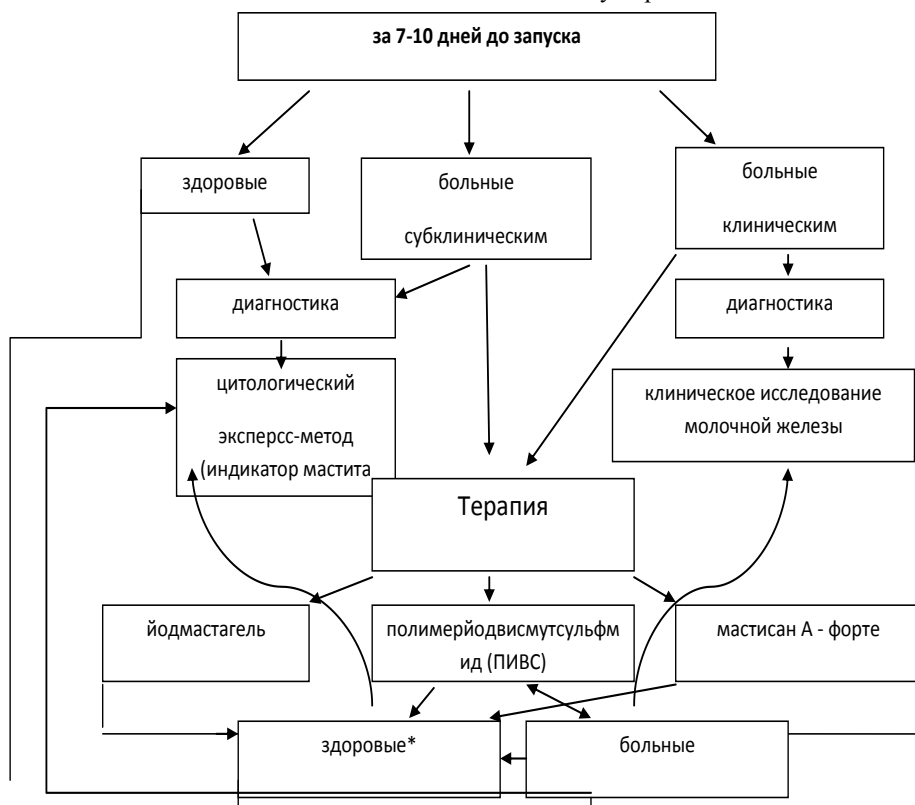 за 7-10 дней до запуска
здоровые
больные
субклиническим
больные
клиническим
диагностика
диагностика
цитологический
эксперсс-метод
(индикатор мастита
клиническое исследование
молочной железы
Терапия
йодмастагель
полимерйодвисмутсульфм
ид (ПИВС)
мастисан А - форте
здоровые*
больные